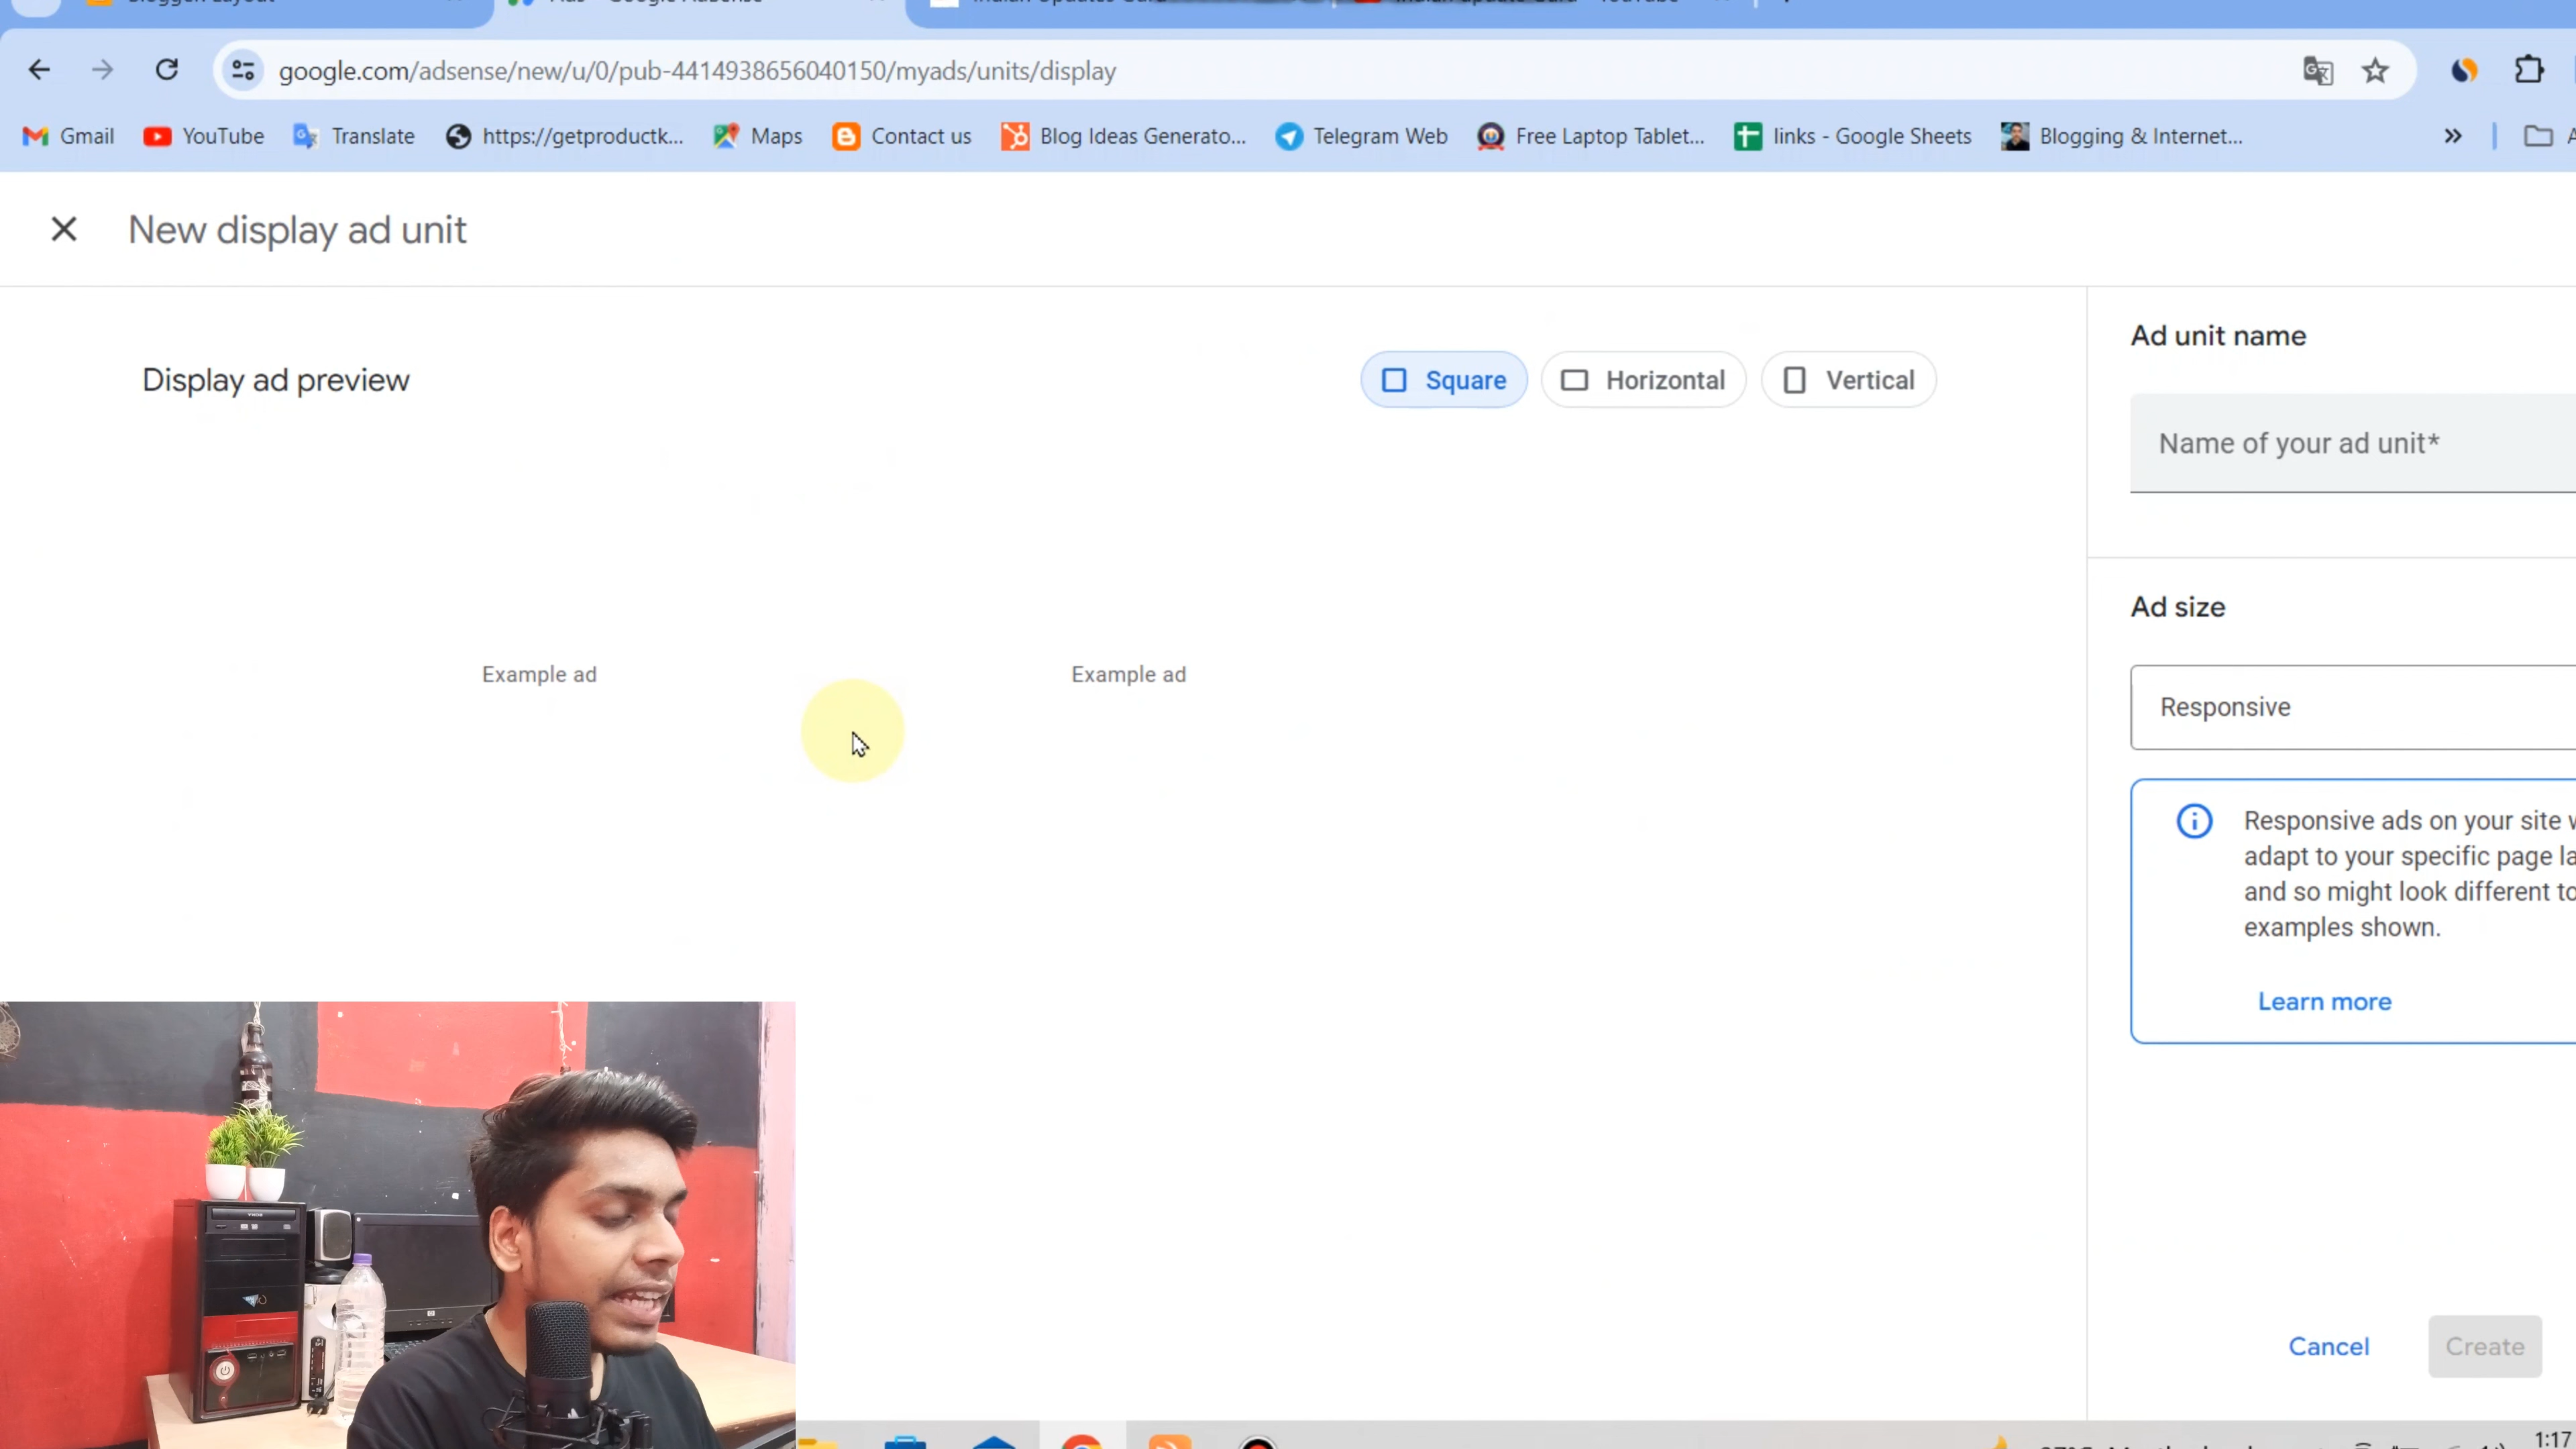 google.com/adsense/new/u/0/pub-4414938656040150/myads/units/display
Gmail YouTube Translate https://getproductk... Maps Contact us Blog Ideas Generato... Telegram Web Free Laptop Tablet... links - Google Sheets Blogging & Internet... »
New display ad unit
Display ad preview
Square Horizontal Vertical
Example ad Example ad
Ad unit name
Name of your ad unit*
Ad size
Responsive
Responsive ads on your site
adapt to your specific page
and so might look different
examples shown.
Learn more
Cancel Create
1:17